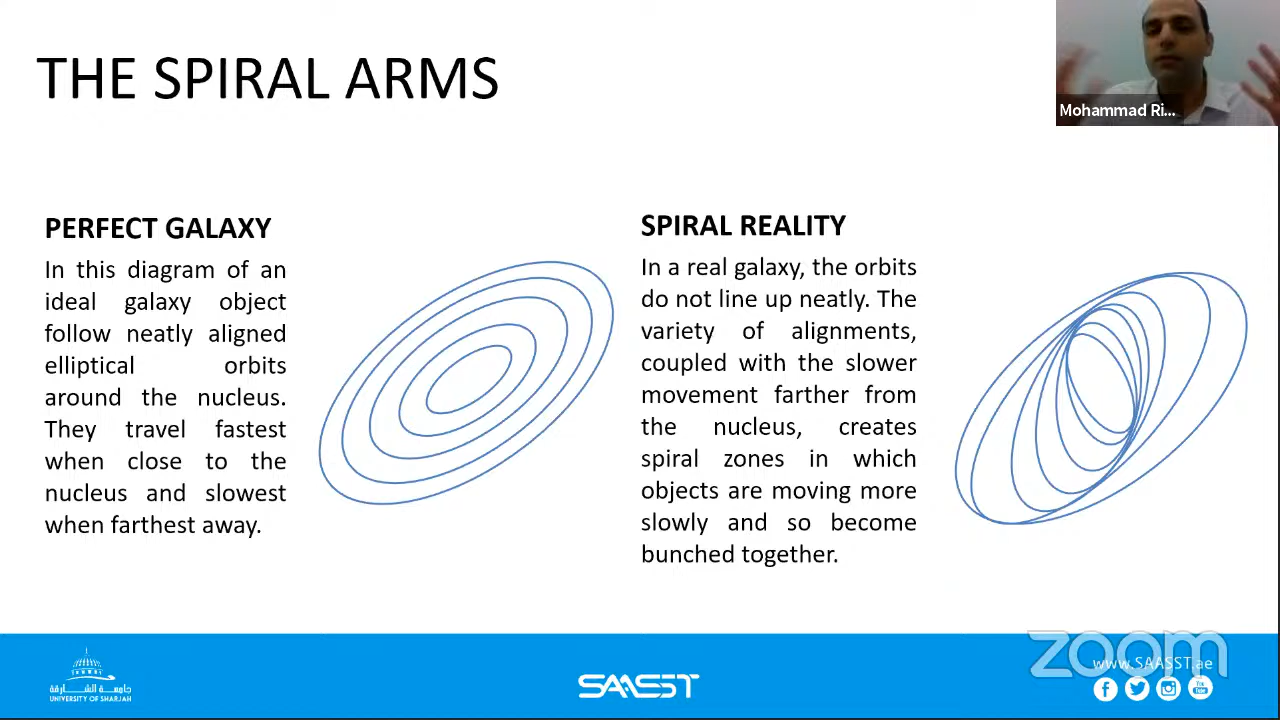 THE SPIRAL ARMS
Mohammad Ri...
PERFECT GALAXY
In this diagram of an
ideal galaxy object
follow neatly aligned
elliptical orbits
around the nucleus.
They travel fastest
when close to the
nucleus and slowest
when farthest away.
SPIRAL REALITY
In a real galaxy, the orbits
do not line up neatly. The
variety of alignments,
coupled with the slower
movement farther from
the nucleus, creates
spiral zones in which
objects are moving more
slowly and so become
bunched together.
جامعة الشارقة
UNIVERSITY OF SHARJAH
SAASST
zoom
www.SAASST.ae
You
Tube